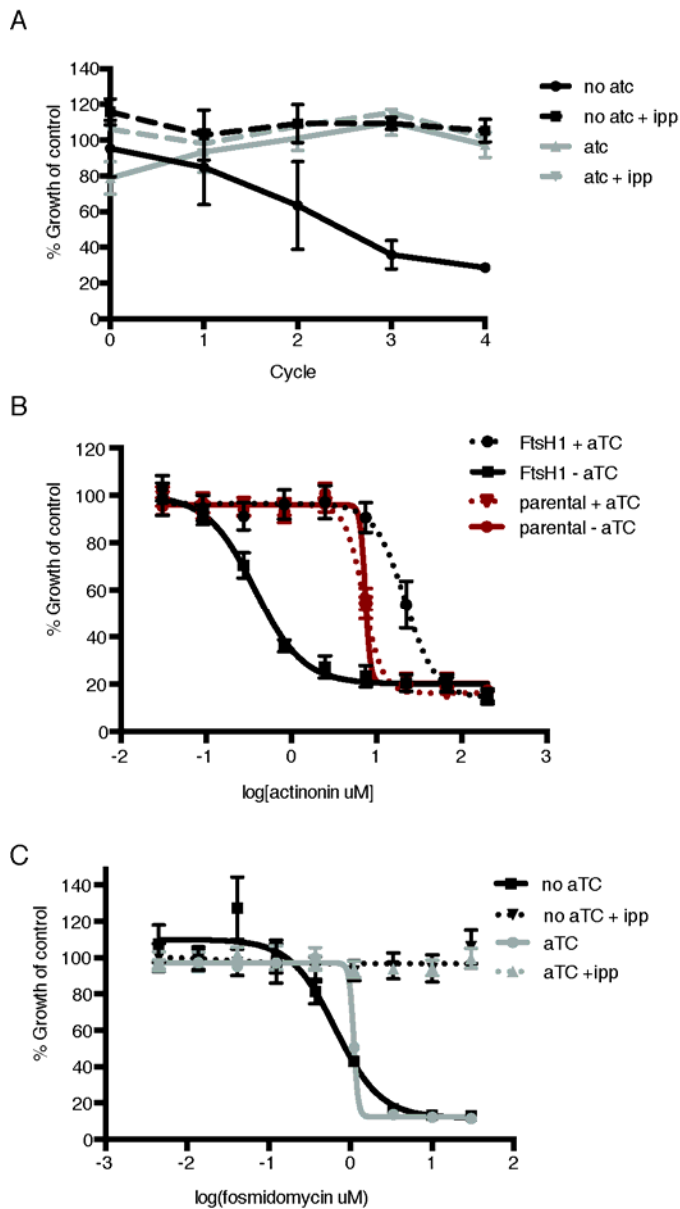 A
140
120
100
80
60
40
20
0
% Growth of control
0 1 2 3 4
Cycle
no atc
no atc + ipp
atc
atc + ipp
B
120
100
80
60
40
20
0
% Growth of control
-2 -1 0 1 2 3
log[actinonin uM]
FtsH1 + aTC
FtsH1 - aTC
parental + aTC
parental - aTC
C
140
120
100
80
60
40
20
0
% Growth of control
-3 -2 -1 0 1 2
log(fosmidomycin uM)
no aTC
no aTC + ipp
aTC
aTC +ipp